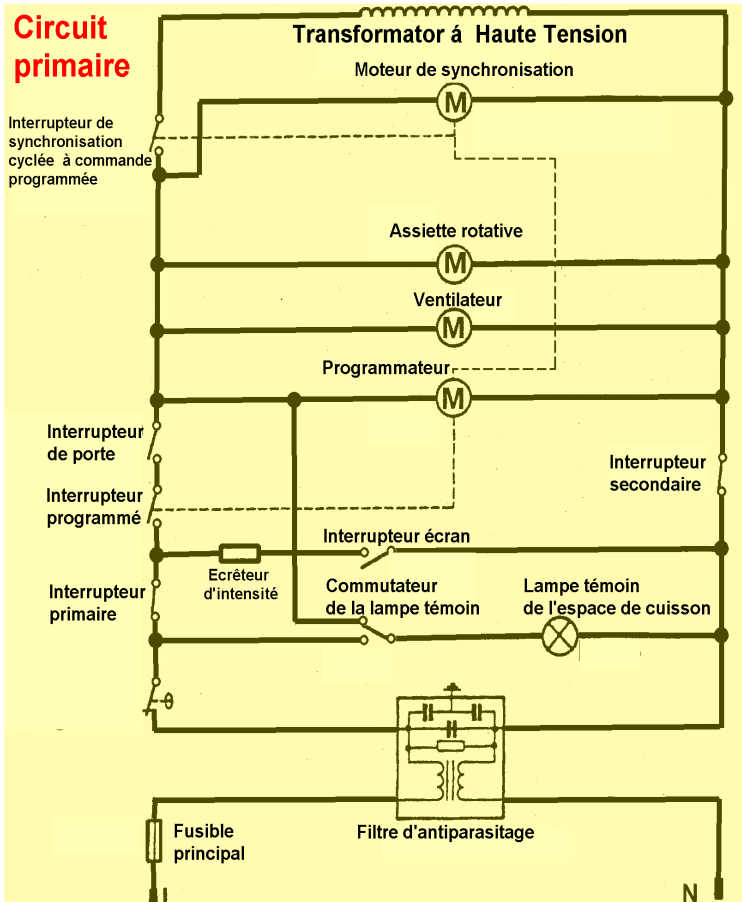 Circuit
primaire
Transformator á Haute Tension
Moteur de synchronisation
M
Interrupteur de
synchronisation
cyclée à commande
programmée
Assiette rotative
M
Ventilateur
M
Programmateur
M
Interrupteur
de porte
Interrupteur
secondaire
Interrupteur
programmé
Interrupteur écran
Ecrêteur
d'intensité
Interrupteur
primaire
Commutateur
de la lampe témoin
Lampe témoin
de l'espace de cuisson
Fusible
principal
Filtre d'antiparasitage
N